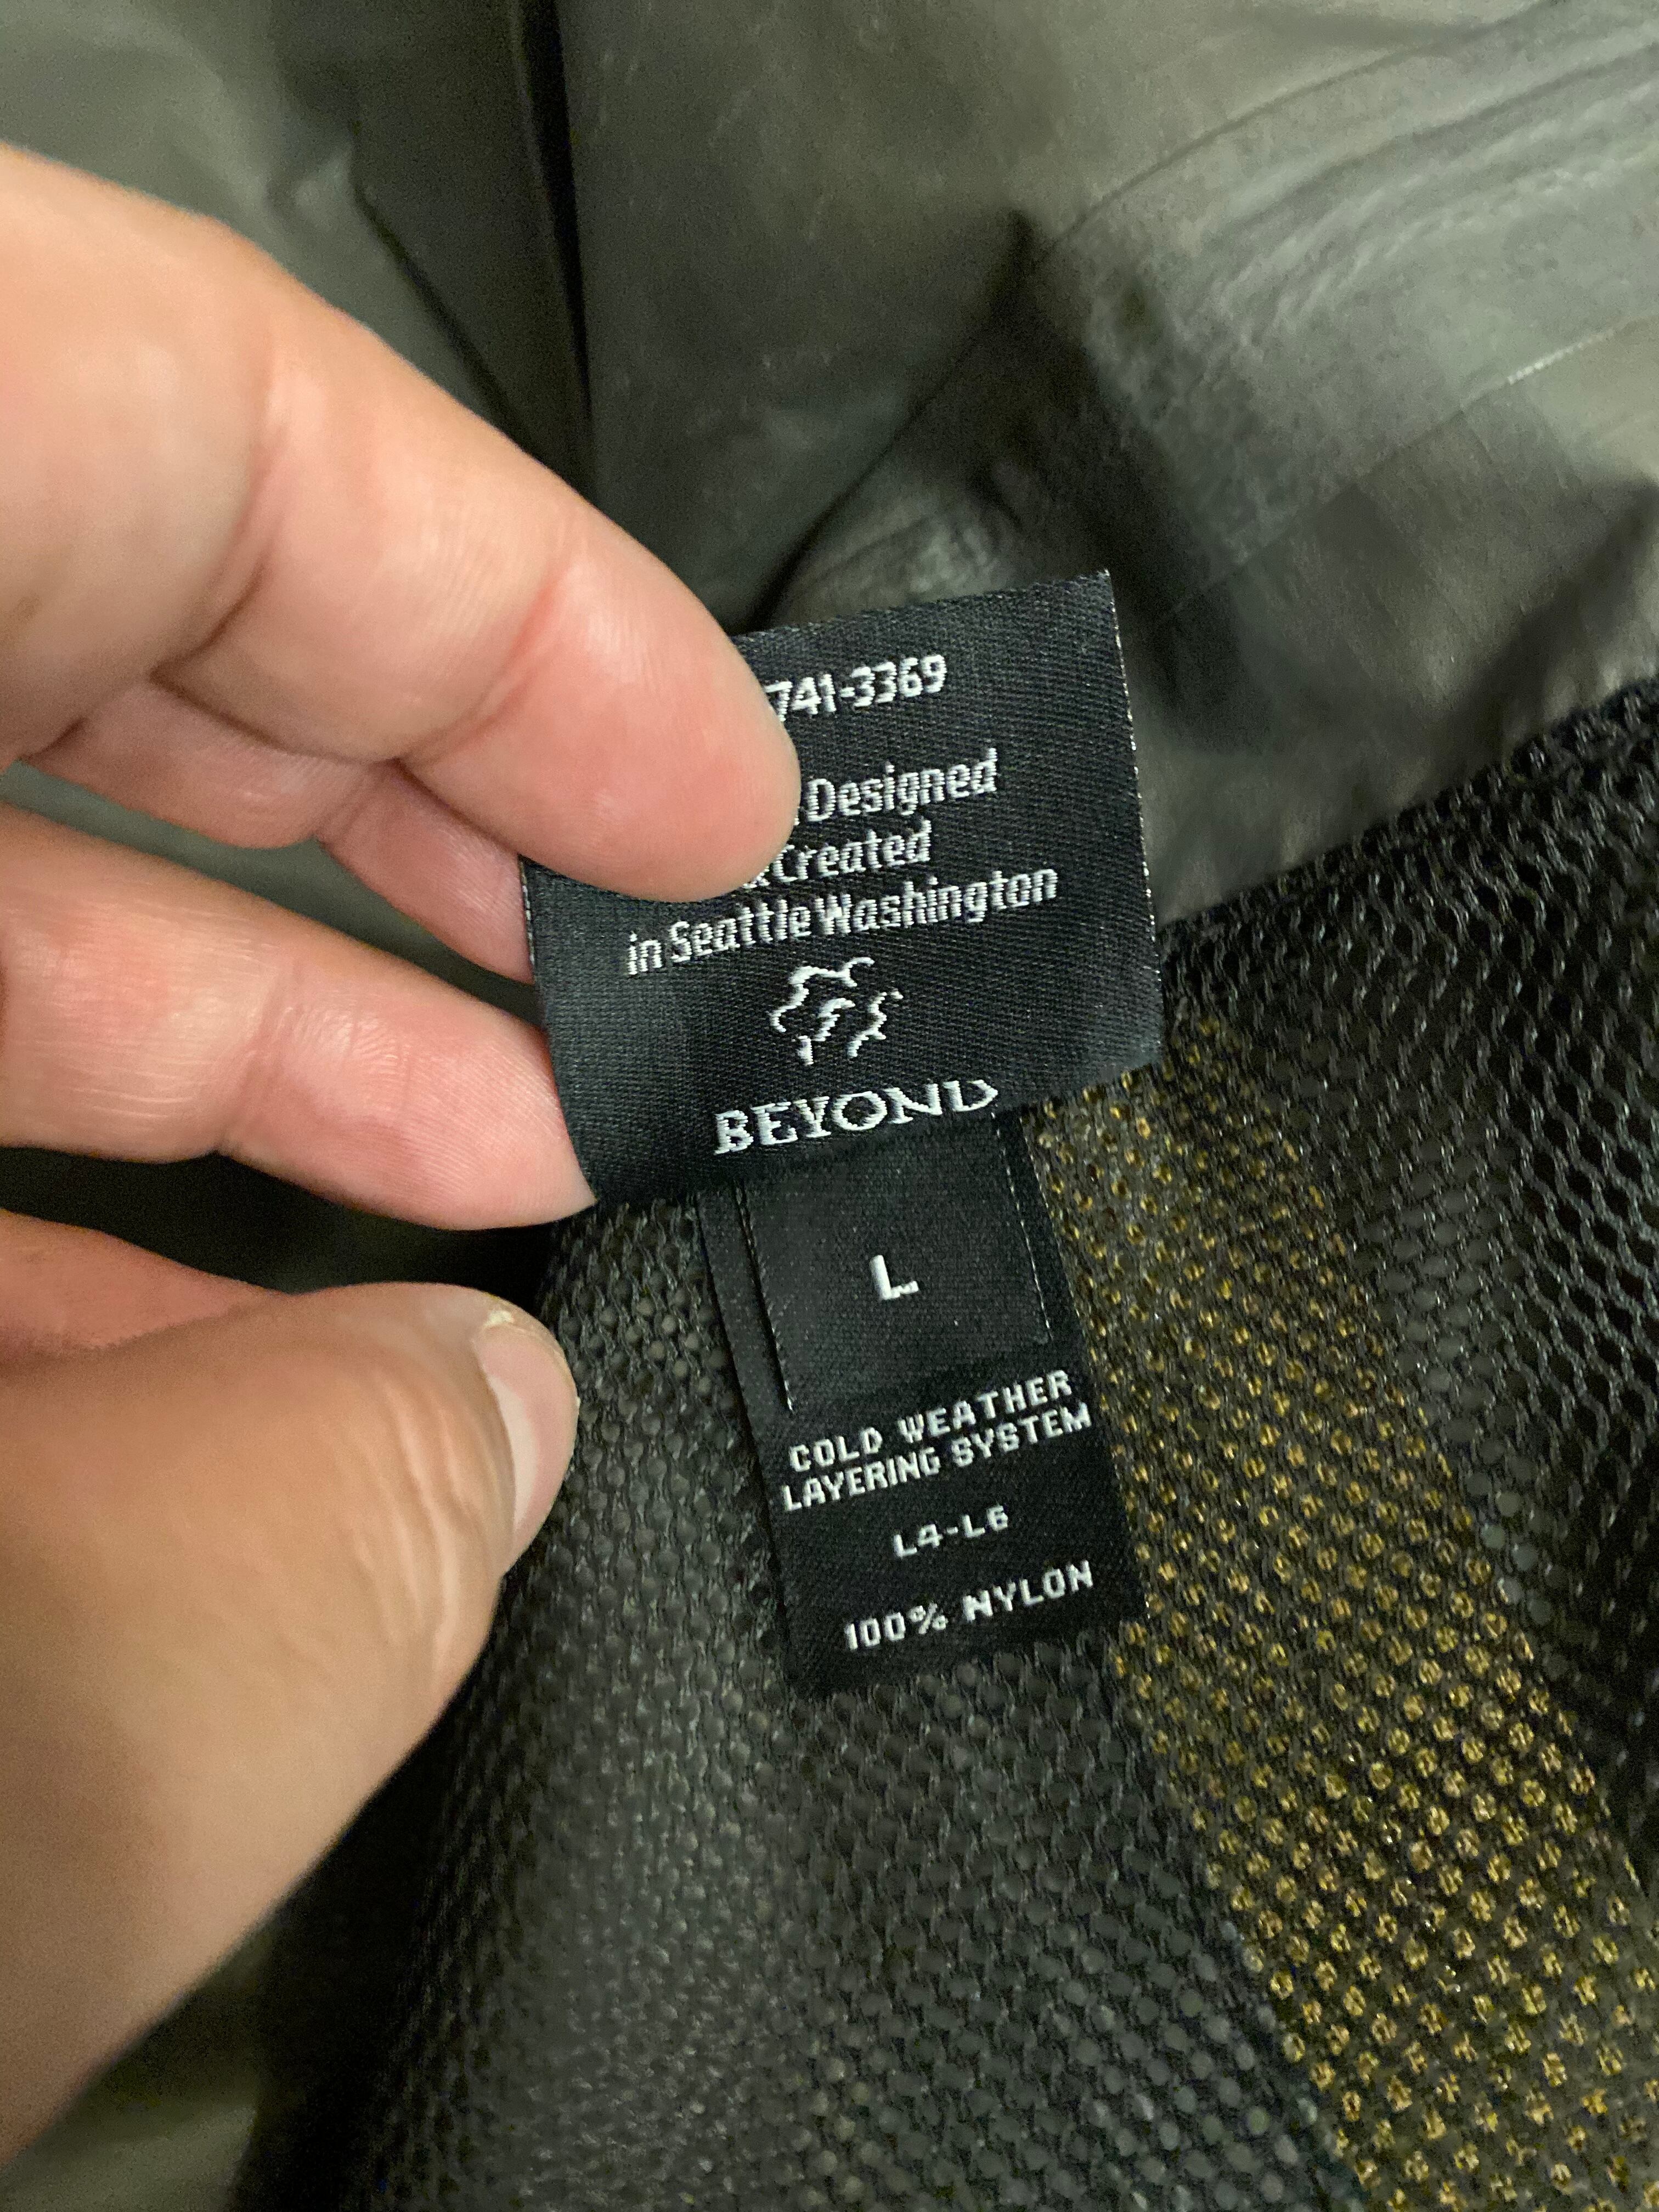 741-3369
Designed
Created
in Seattle Washington
BEYOND
L
COLD WEATHER
LAYERING SYSTEM
L4-L6
100% NYLON